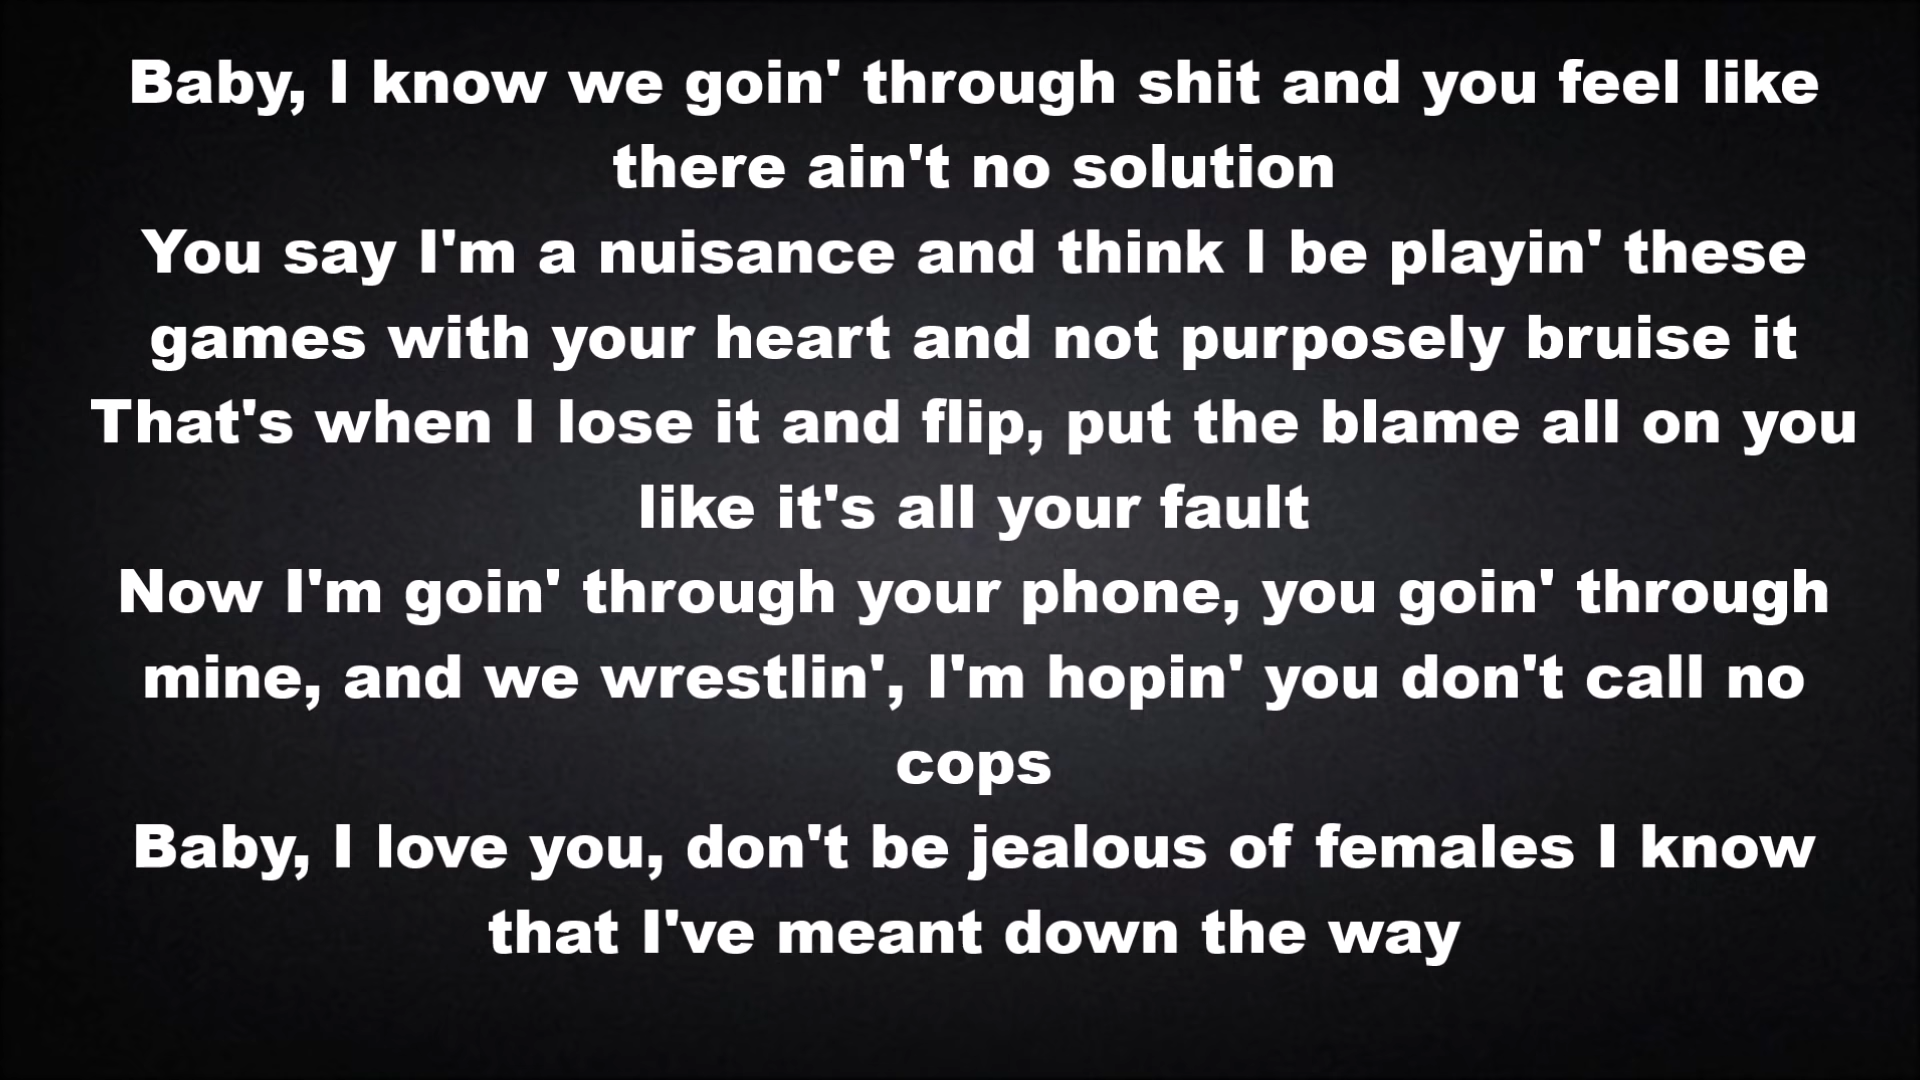 Baby, I know we goin' through shit and you feel like
there ain't no solution
You say I'm a nuisance and think I be playin' these
games with your heart and not purposely bruise it
That's when I lose it and flip, put the blame all on you
like it's all your fault
Now I'm goin' through your phone, you goin' through
mine, and we wrestlin', I'm hopin' you don't call no
cops
Baby, I love you, don't be jealous of females I know
that I've meant down the way